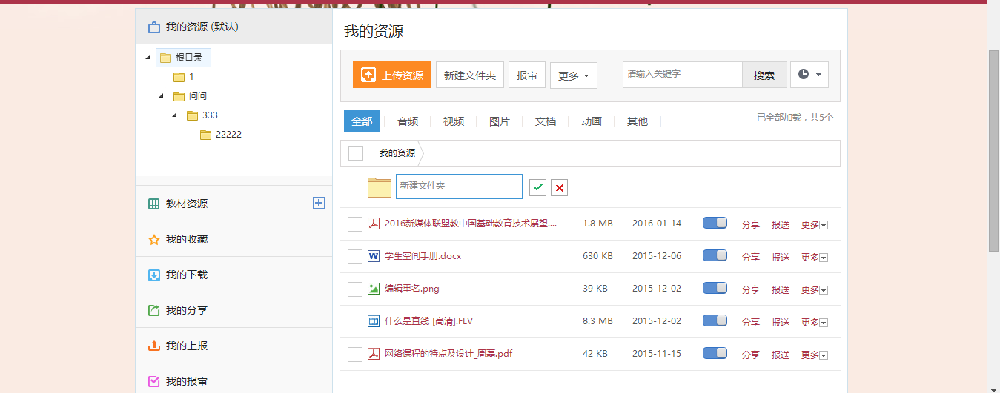 我的资源 (默认)
根目录
1
问问
333
22222
教材资源
我的收藏
我的下载
我的分享
我的上报
我的报审
我的资源
上传资源 新建文件夹 报审 更多 请输入关键字 搜索
全部 音频 视频 图片 文档 动画 其他 已全部加载，共5个
我的资源
新建文件夹
2016新媒体联盟教中国基础教育技术展望.... 1.8 MB 2016-01-14 分享 报送 更多
学生空间手册.docx 630 KB 2015-12-06 分享 报送 更多
编辑重名.png 39 KB 2015-12-02 分享 报送 更多
什么是直线 [高清].FLV 8.3 MB 2015-12-02 分享 报送 更多
网络课程的特点及设计_周磊.pdf 42 KB 2015-11-15 分享 报送 更多